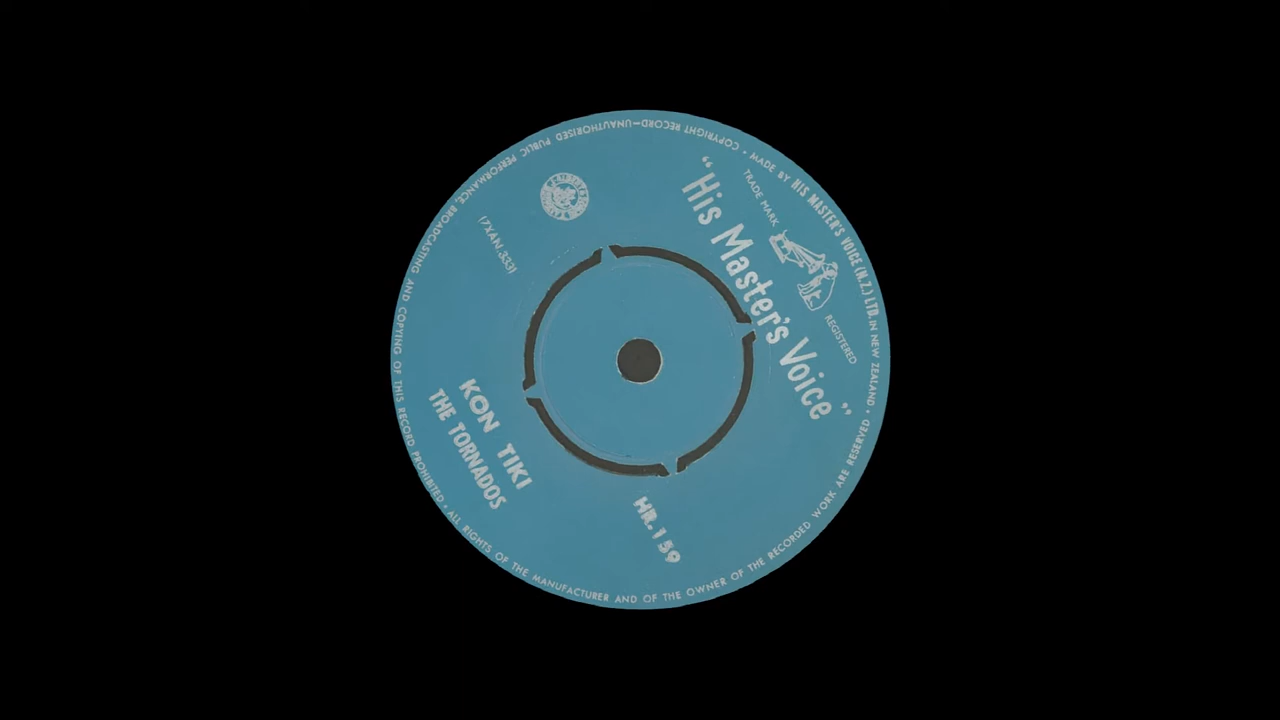 MADE BY HIS MASTER'S VOICE (N.Z.) LTD. IN NEW ZEALAND • ALL RIGHTS OF THE MANUFACTURER AND OF THE OWNER OF THE RECORDED WORK ARE RESERVED • COPYRIGHT RECORD—UNAUTHORISED PUBLIC PERFORMANCE, BROADCASTING AND COPYING OF THIS RECORD PROHIBITED •
TRADE MARK
REGISTERED
“His Master's Voice”
17XAN.3331
HR.159
KON TIKI
THE TORNADOS